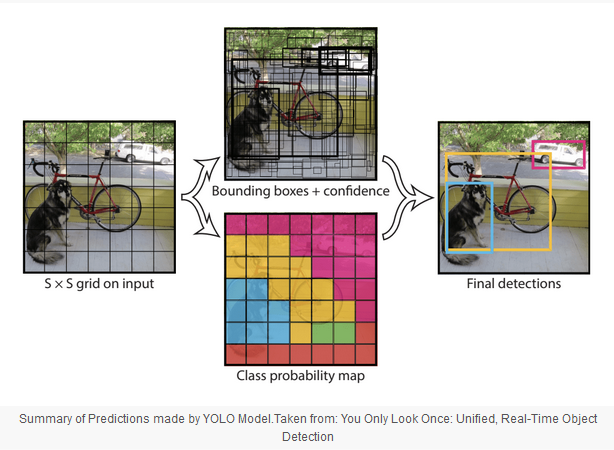 Bounding boxes + confidence
S × S grid on input
Final detections
Class probability map
Summary of Predictions made by YOLO Model.Taken from: You Only Look Once: Unified, Real-Time Object
Detection